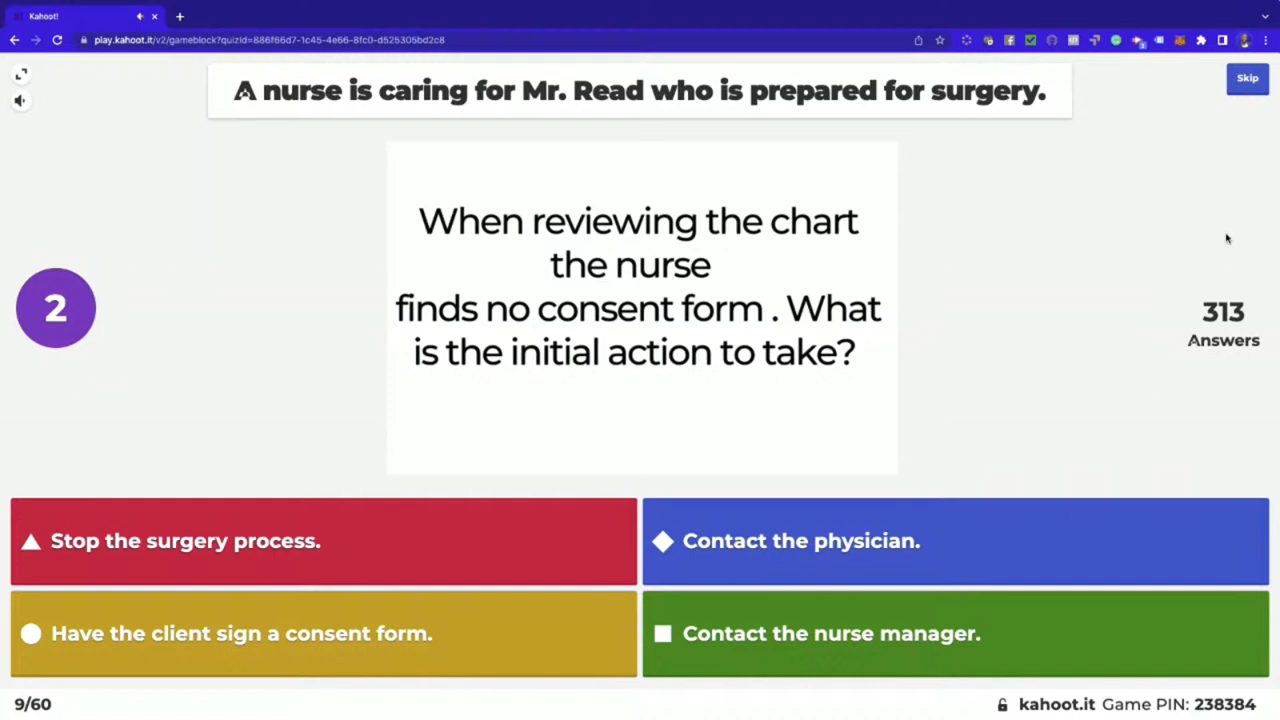 Kahoot!
play.kahoot.it/v2/gameblock?quizId=886f66d7-1c45-4e66-8fc0-d525305bd2c8
A nurse is caring for Mr. Read who is prepared for surgery.
Skip
When reviewing the chart
the nurse
finds no consent form . What
is the initial action to take?
2
313
Answers
Stop the surgery process.
Contact the physician.
Have the client sign a consent form.
Contact the nurse manager.
9/60
kahoot.it Game PIN: 238384